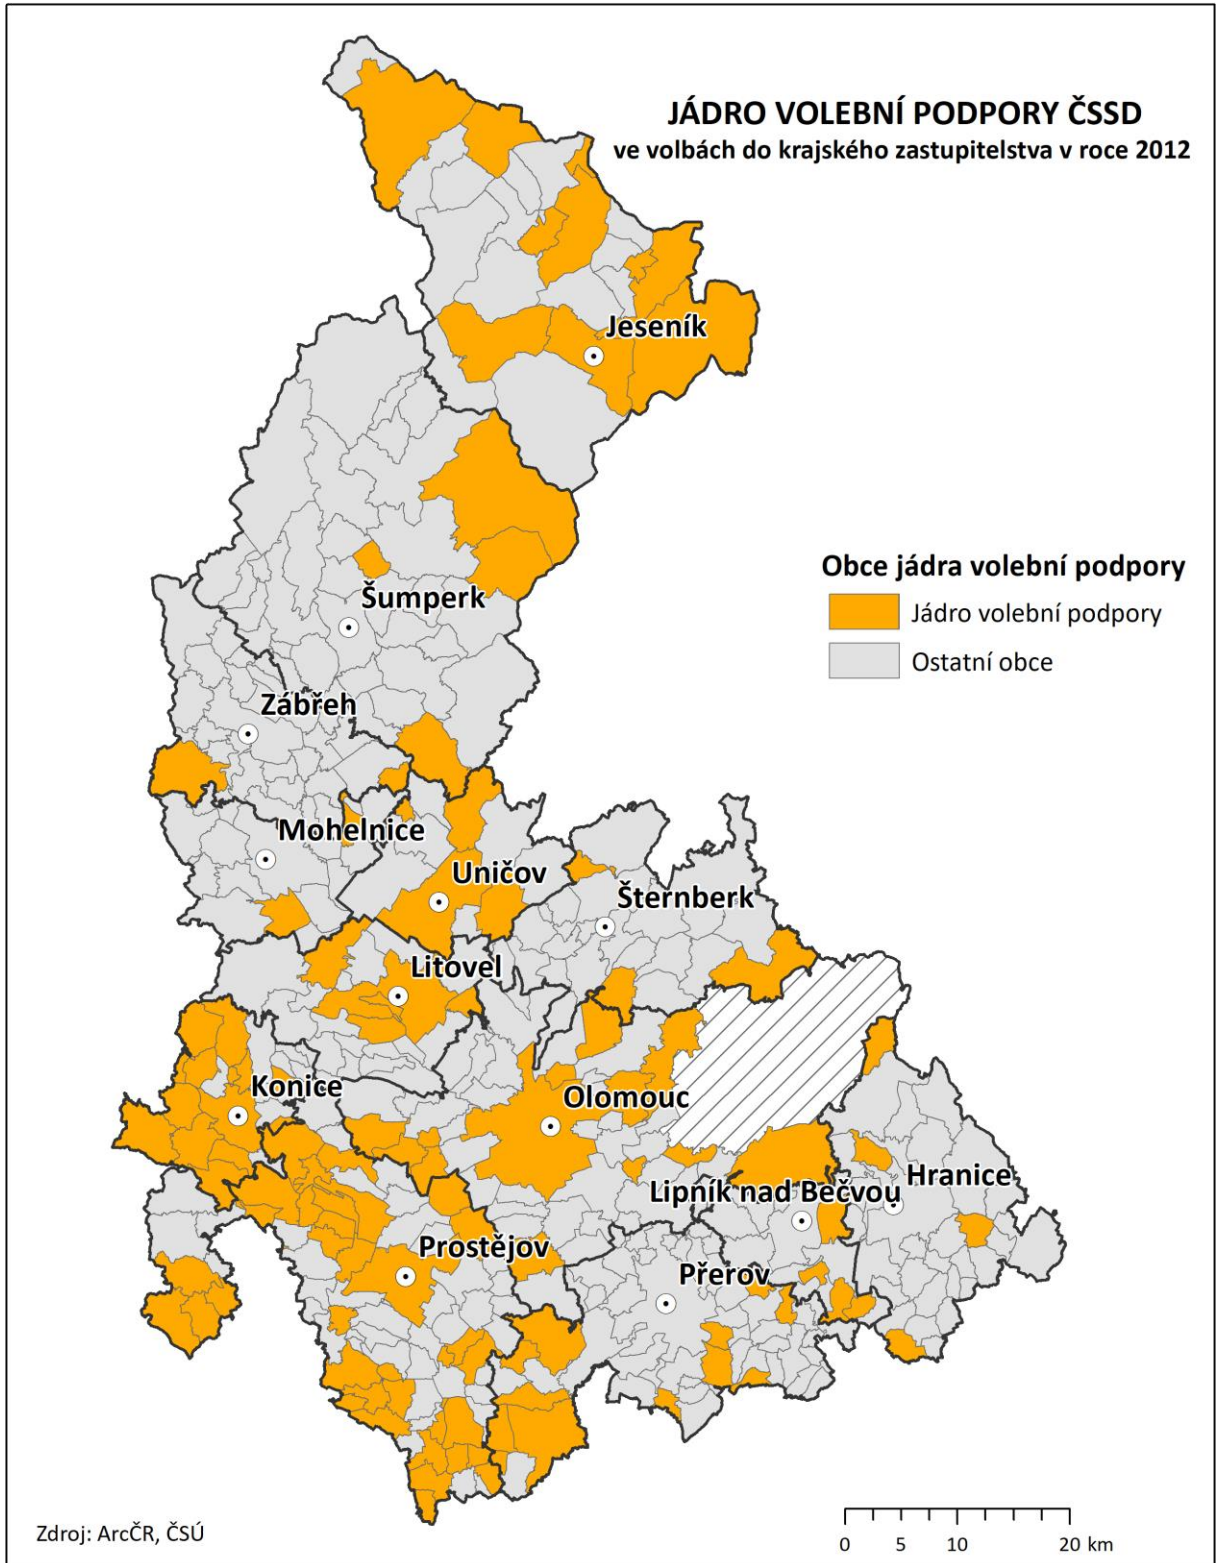 JÁDRO VOLEBNÍ PODPORY ČSSD
ve volbách do krajského zastupitelstva v roce 2012
Jeseník
Obce jádra volební podpory
Jádro volební podpory
Ostatní obce
Šumperk
Zábřeh
Mohelnice
Uničov
Šternberk
Litovel
Konice
Olomouc
Hranice
Lipník nad Bečvou
Prostějov
Přerov
Zdroj: ArcČR, ČSÚ
0 5 10 20 km